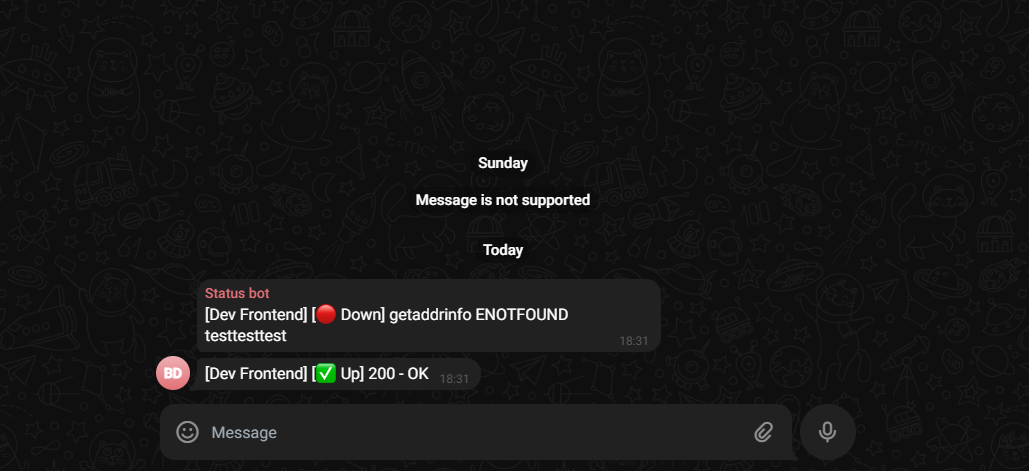 Sunday
Message is not supported
Today
Status bot
[Dev Frontend] [🔴 Down] getaddrinfo ENOTFOUND
testtesttest
18:31
BD
[Dev Frontend] [✅ Up] 200 - OK 18:31
Message